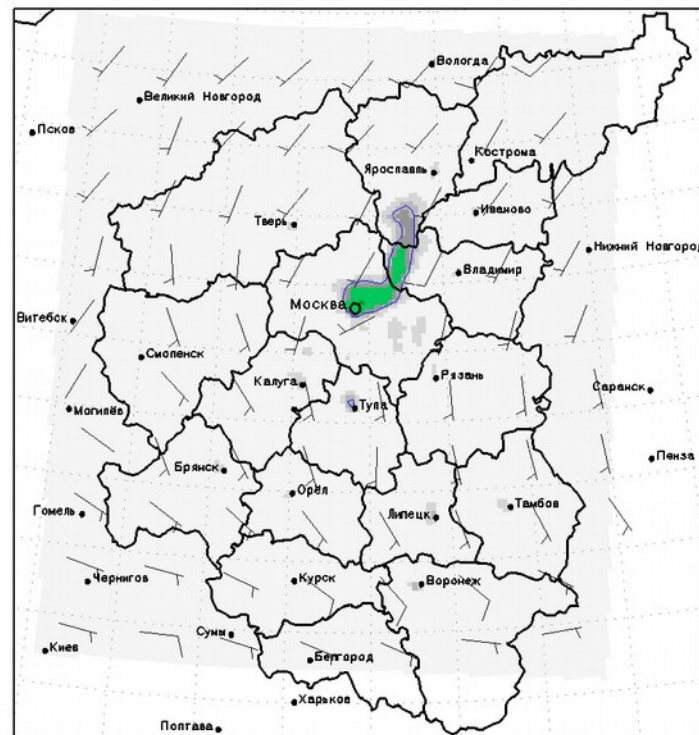 Вологда
Великий Новгород
Псков
Кострома
Ярославль
Иваново
Тверь
Нижний Новгород
Владимир
Москва
Витебск
Смоленск
Калуга
Рязань
Саранск
Могилёв
Тула
Пенза
Брянск
Орёл
Тамбов
Гомель
Липецк
Чернигов
Курск
Воронеж
Сумы
Киев
Белгород
Харьков
Полтава